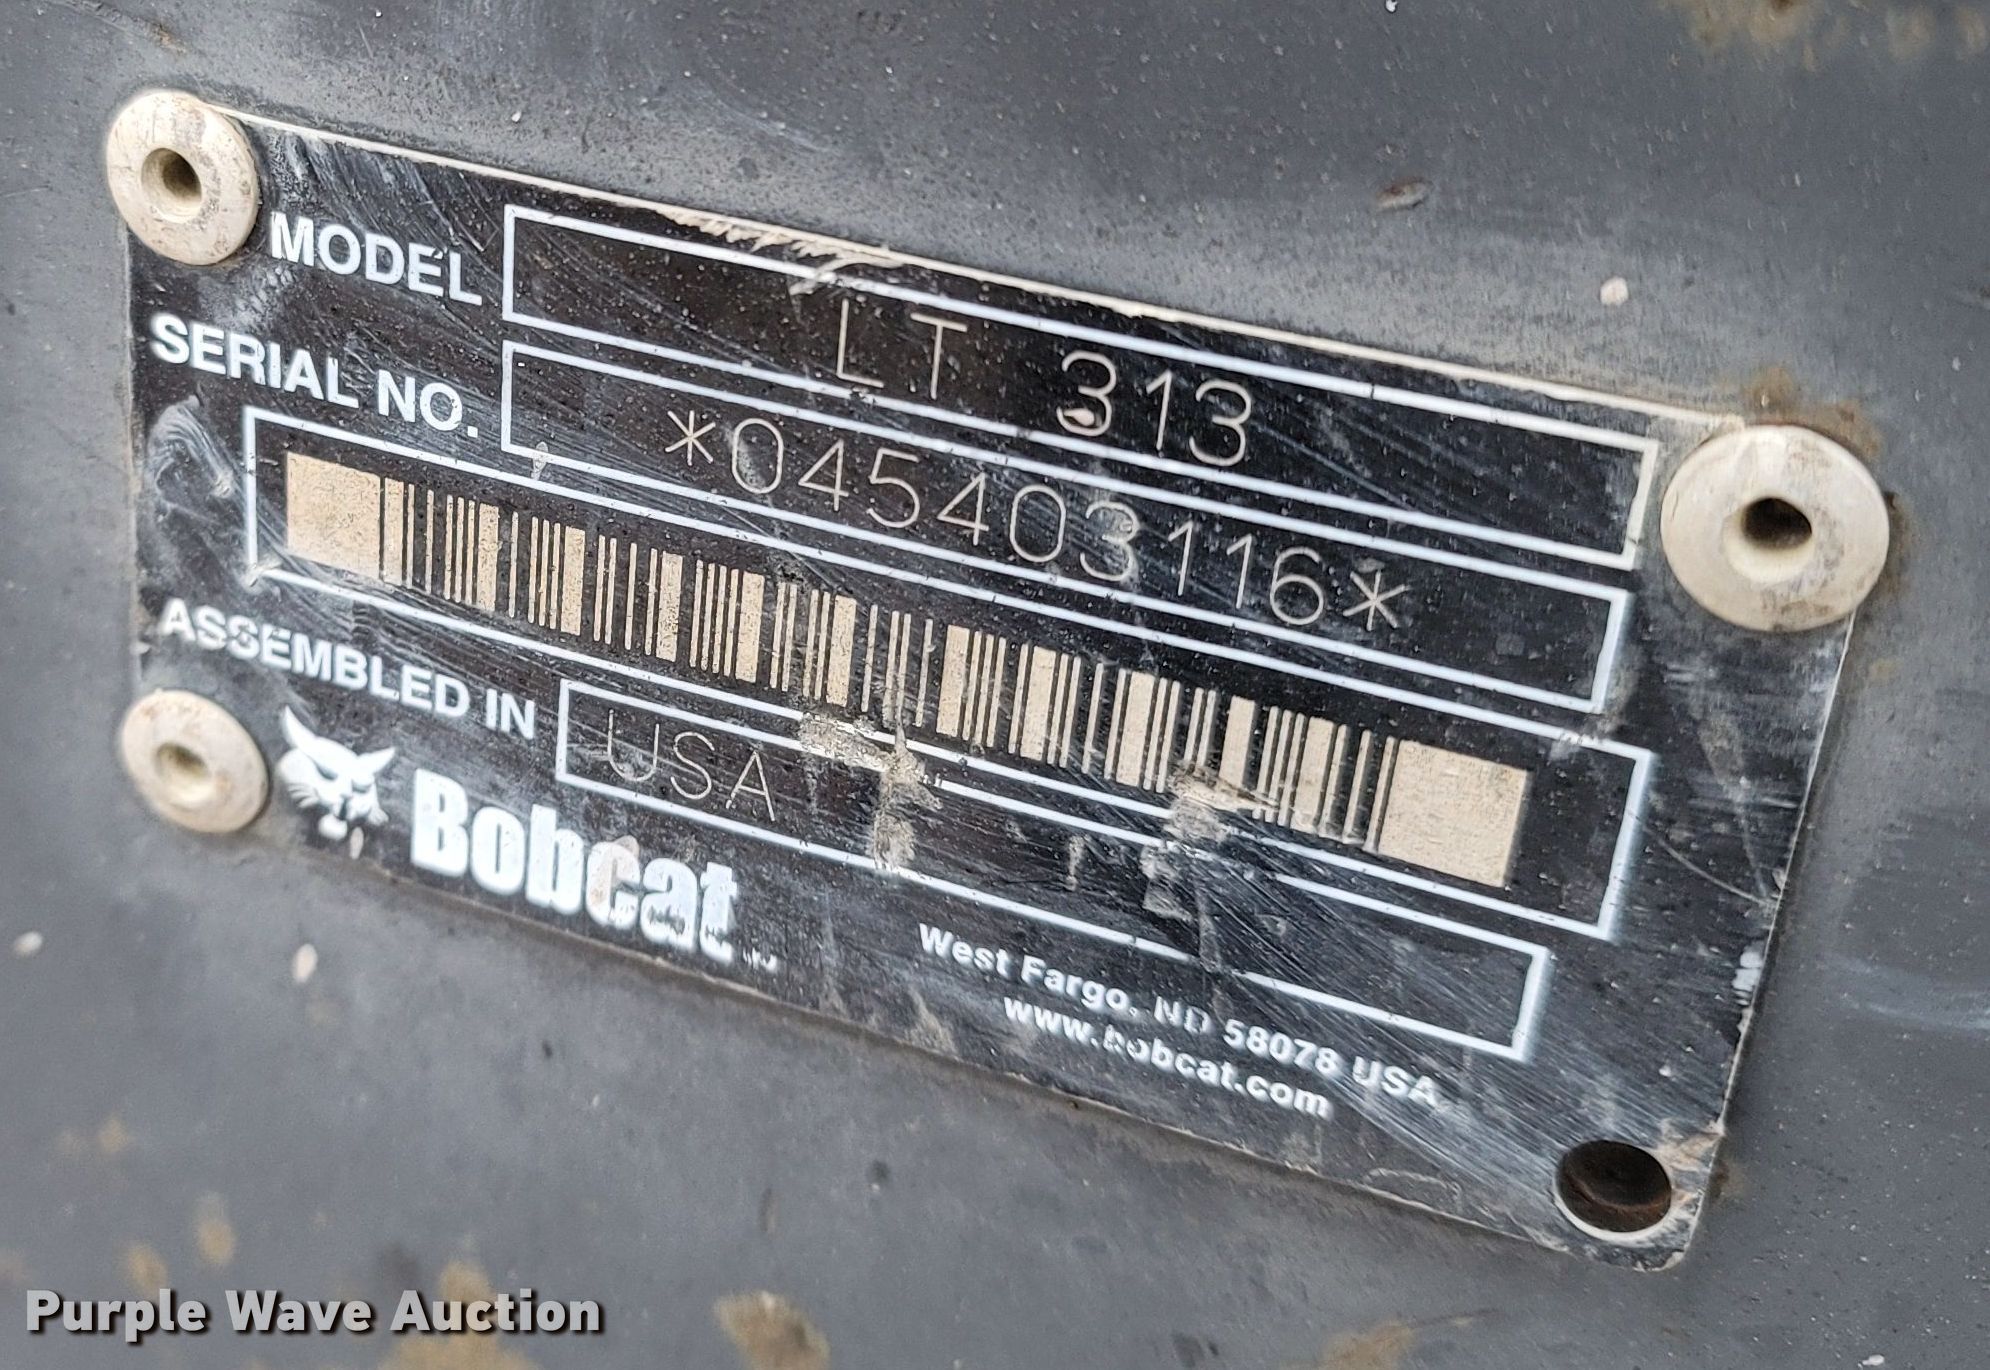 MODEL LT 313
SERIAL NO. *045403116*
ASSEMBLED IN USA
Bobcat
West Fargo, ND 58078 USA
www.bobcat.com
Purple Wave Auction